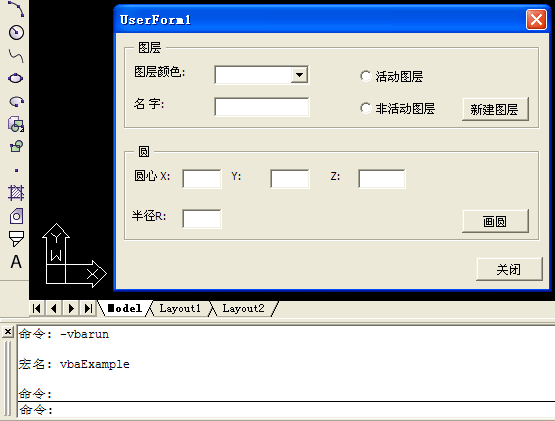 UserForm1
图层
图层颜色:
活动图层
名 字:
非活动图层
新建图层
圆
圆心 X:
Y:
Z:
半径R:
画圆
关闭
Y
W
X
A
Model
Layout1
Layout2
命令: -vbarun
宏名: vbaExample
命令:
命令: